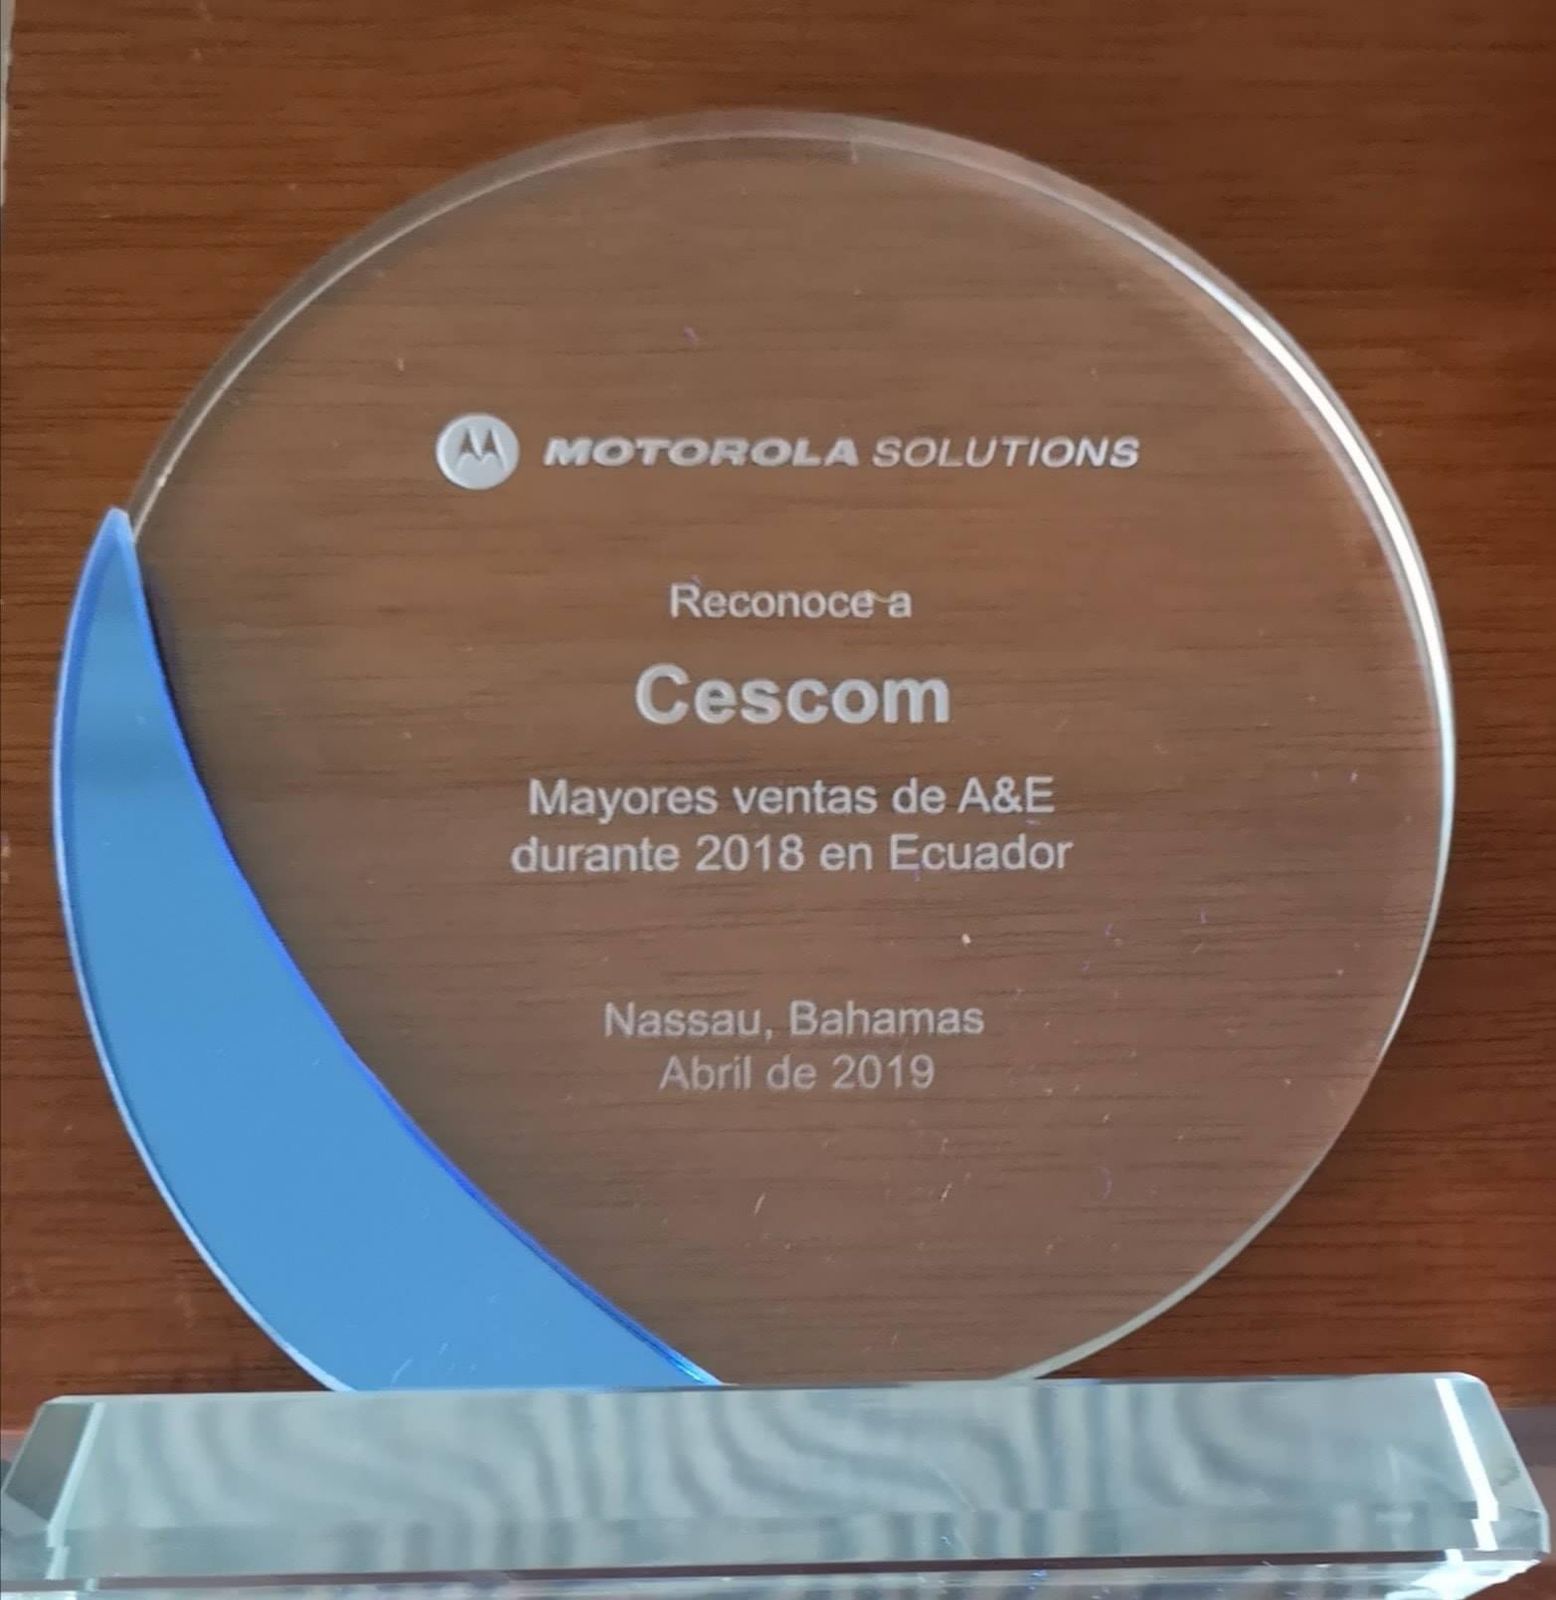 MOTOROLA SOLUTIONS
Reconoce a
Cescom
Mayores ventas de A&E
durante 2018 en Ecuador
Nassau, Bahamas
Abril de 2019